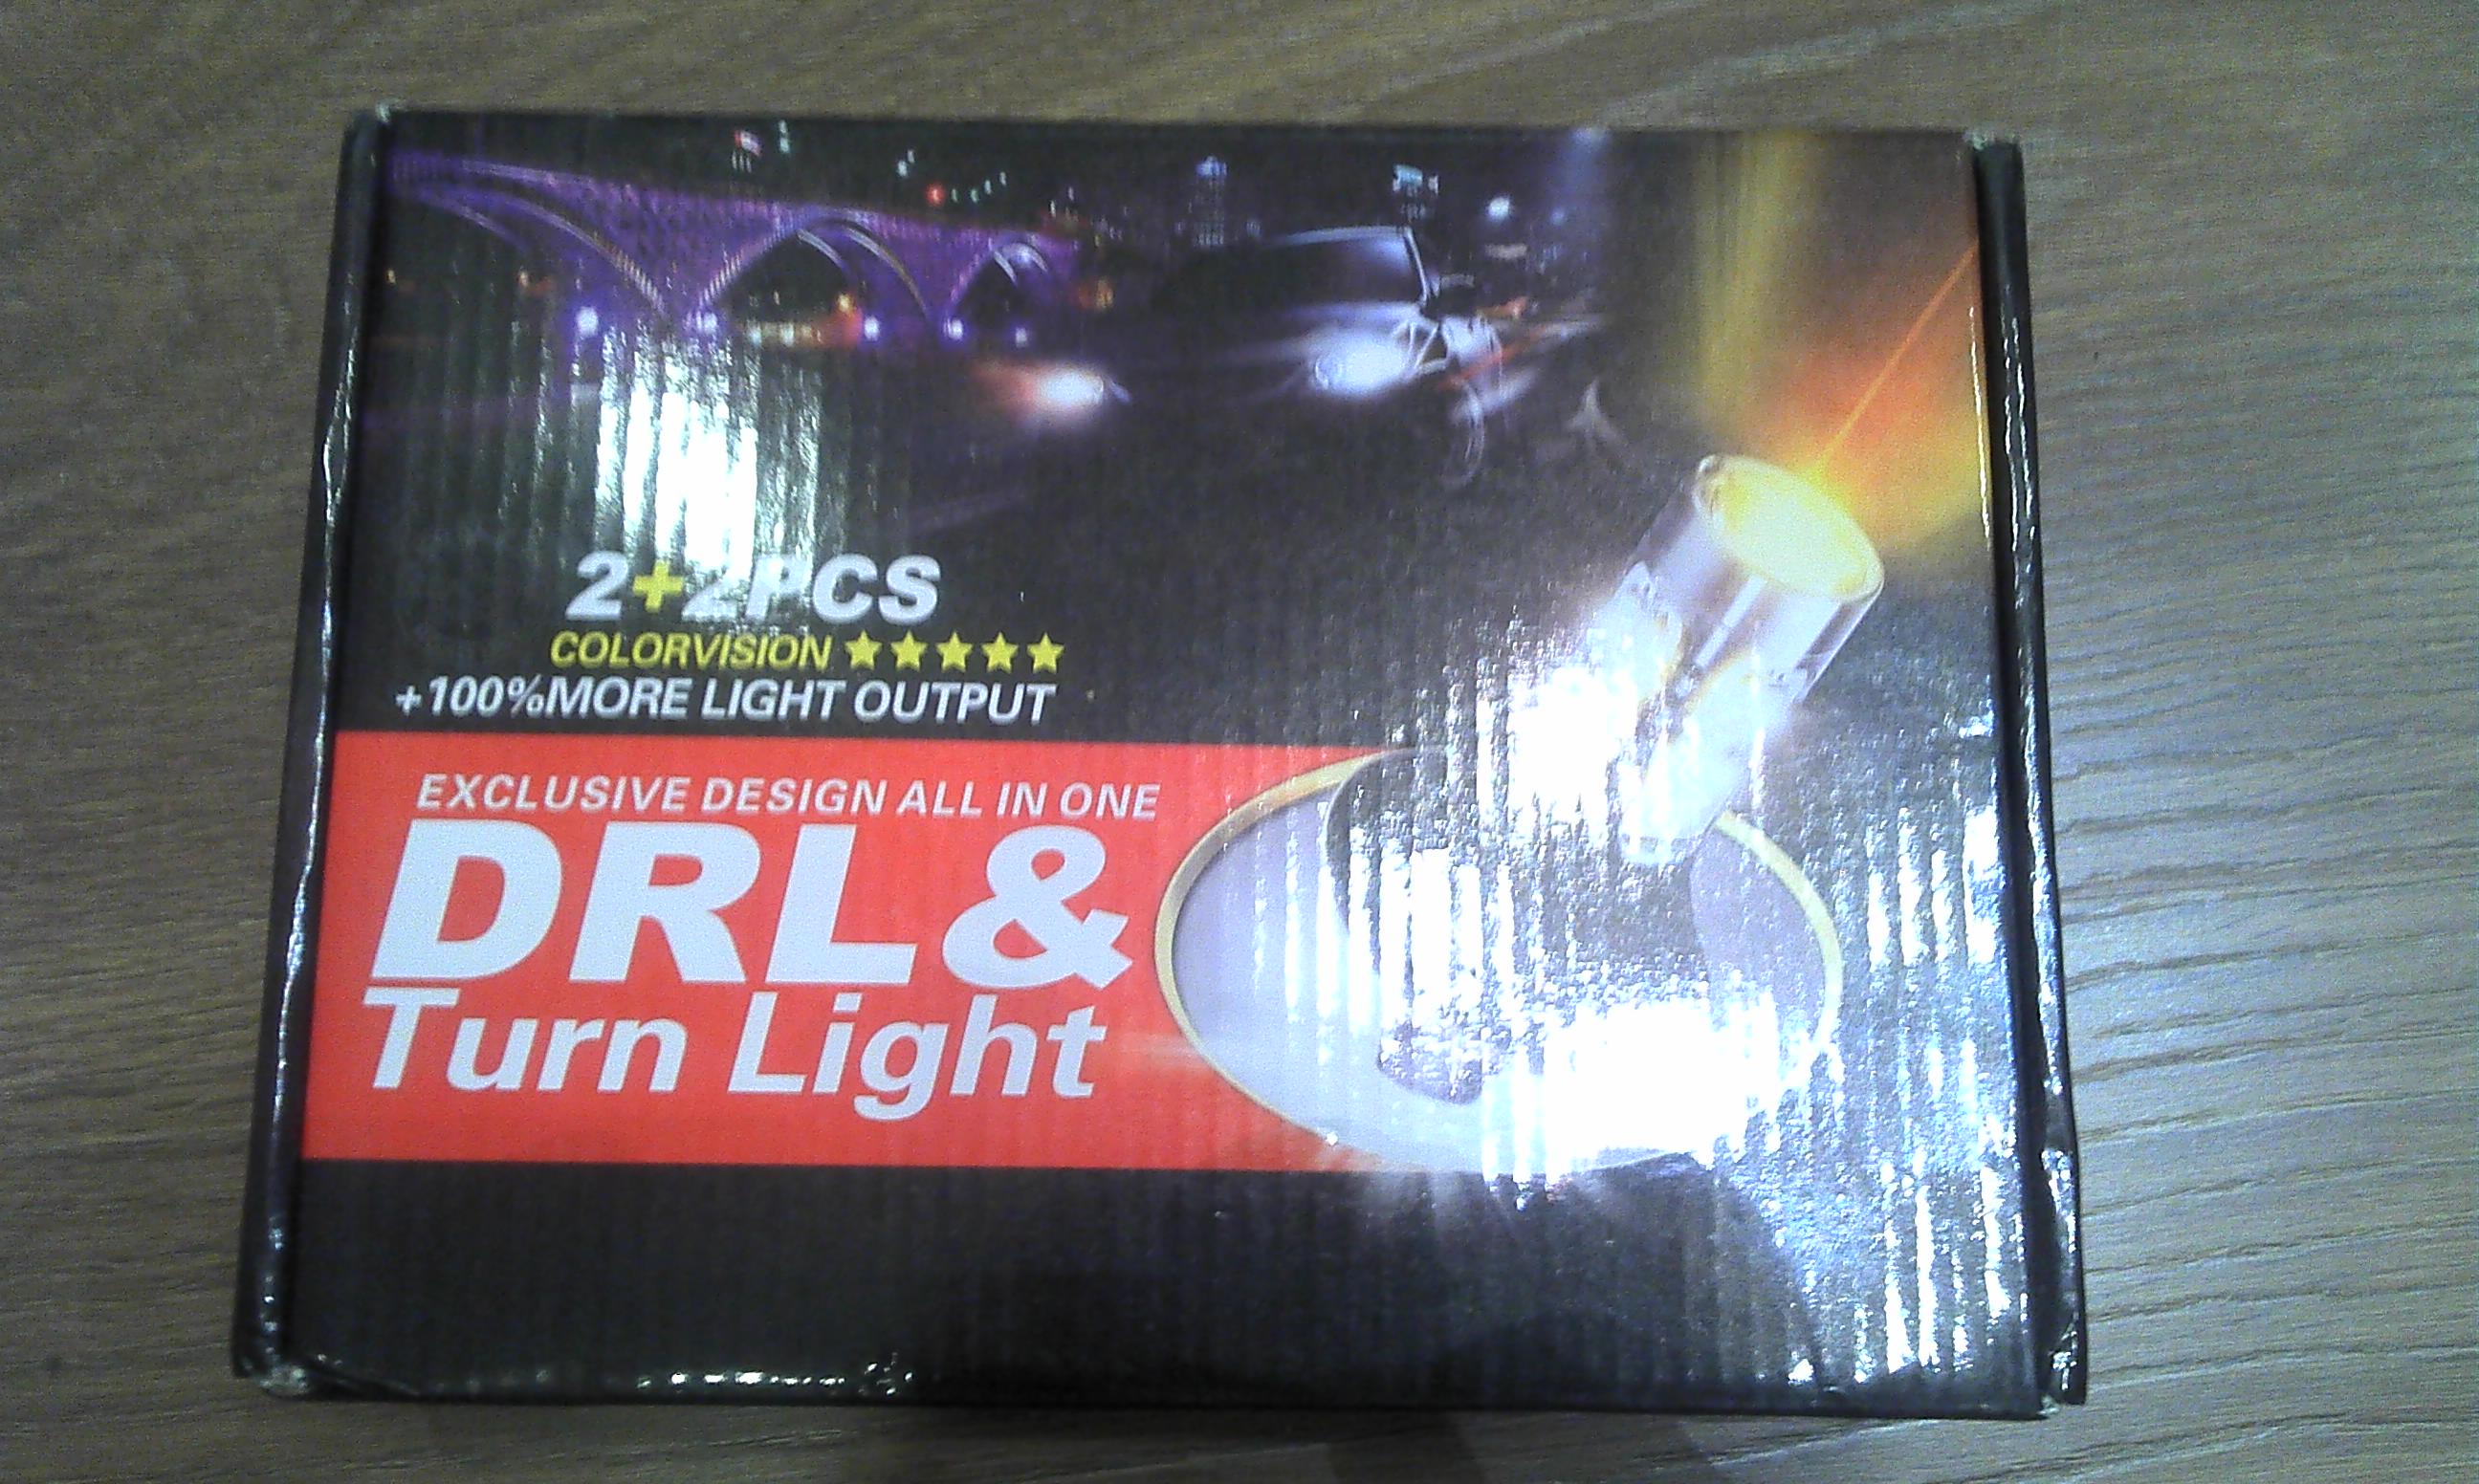 2+2PCS
COLORVISION ★★★★★
+100%MORE LIGHT OUTPUT
EXCLUSIVE DESIGN ALL IN ONE
DRL&
Turn Light